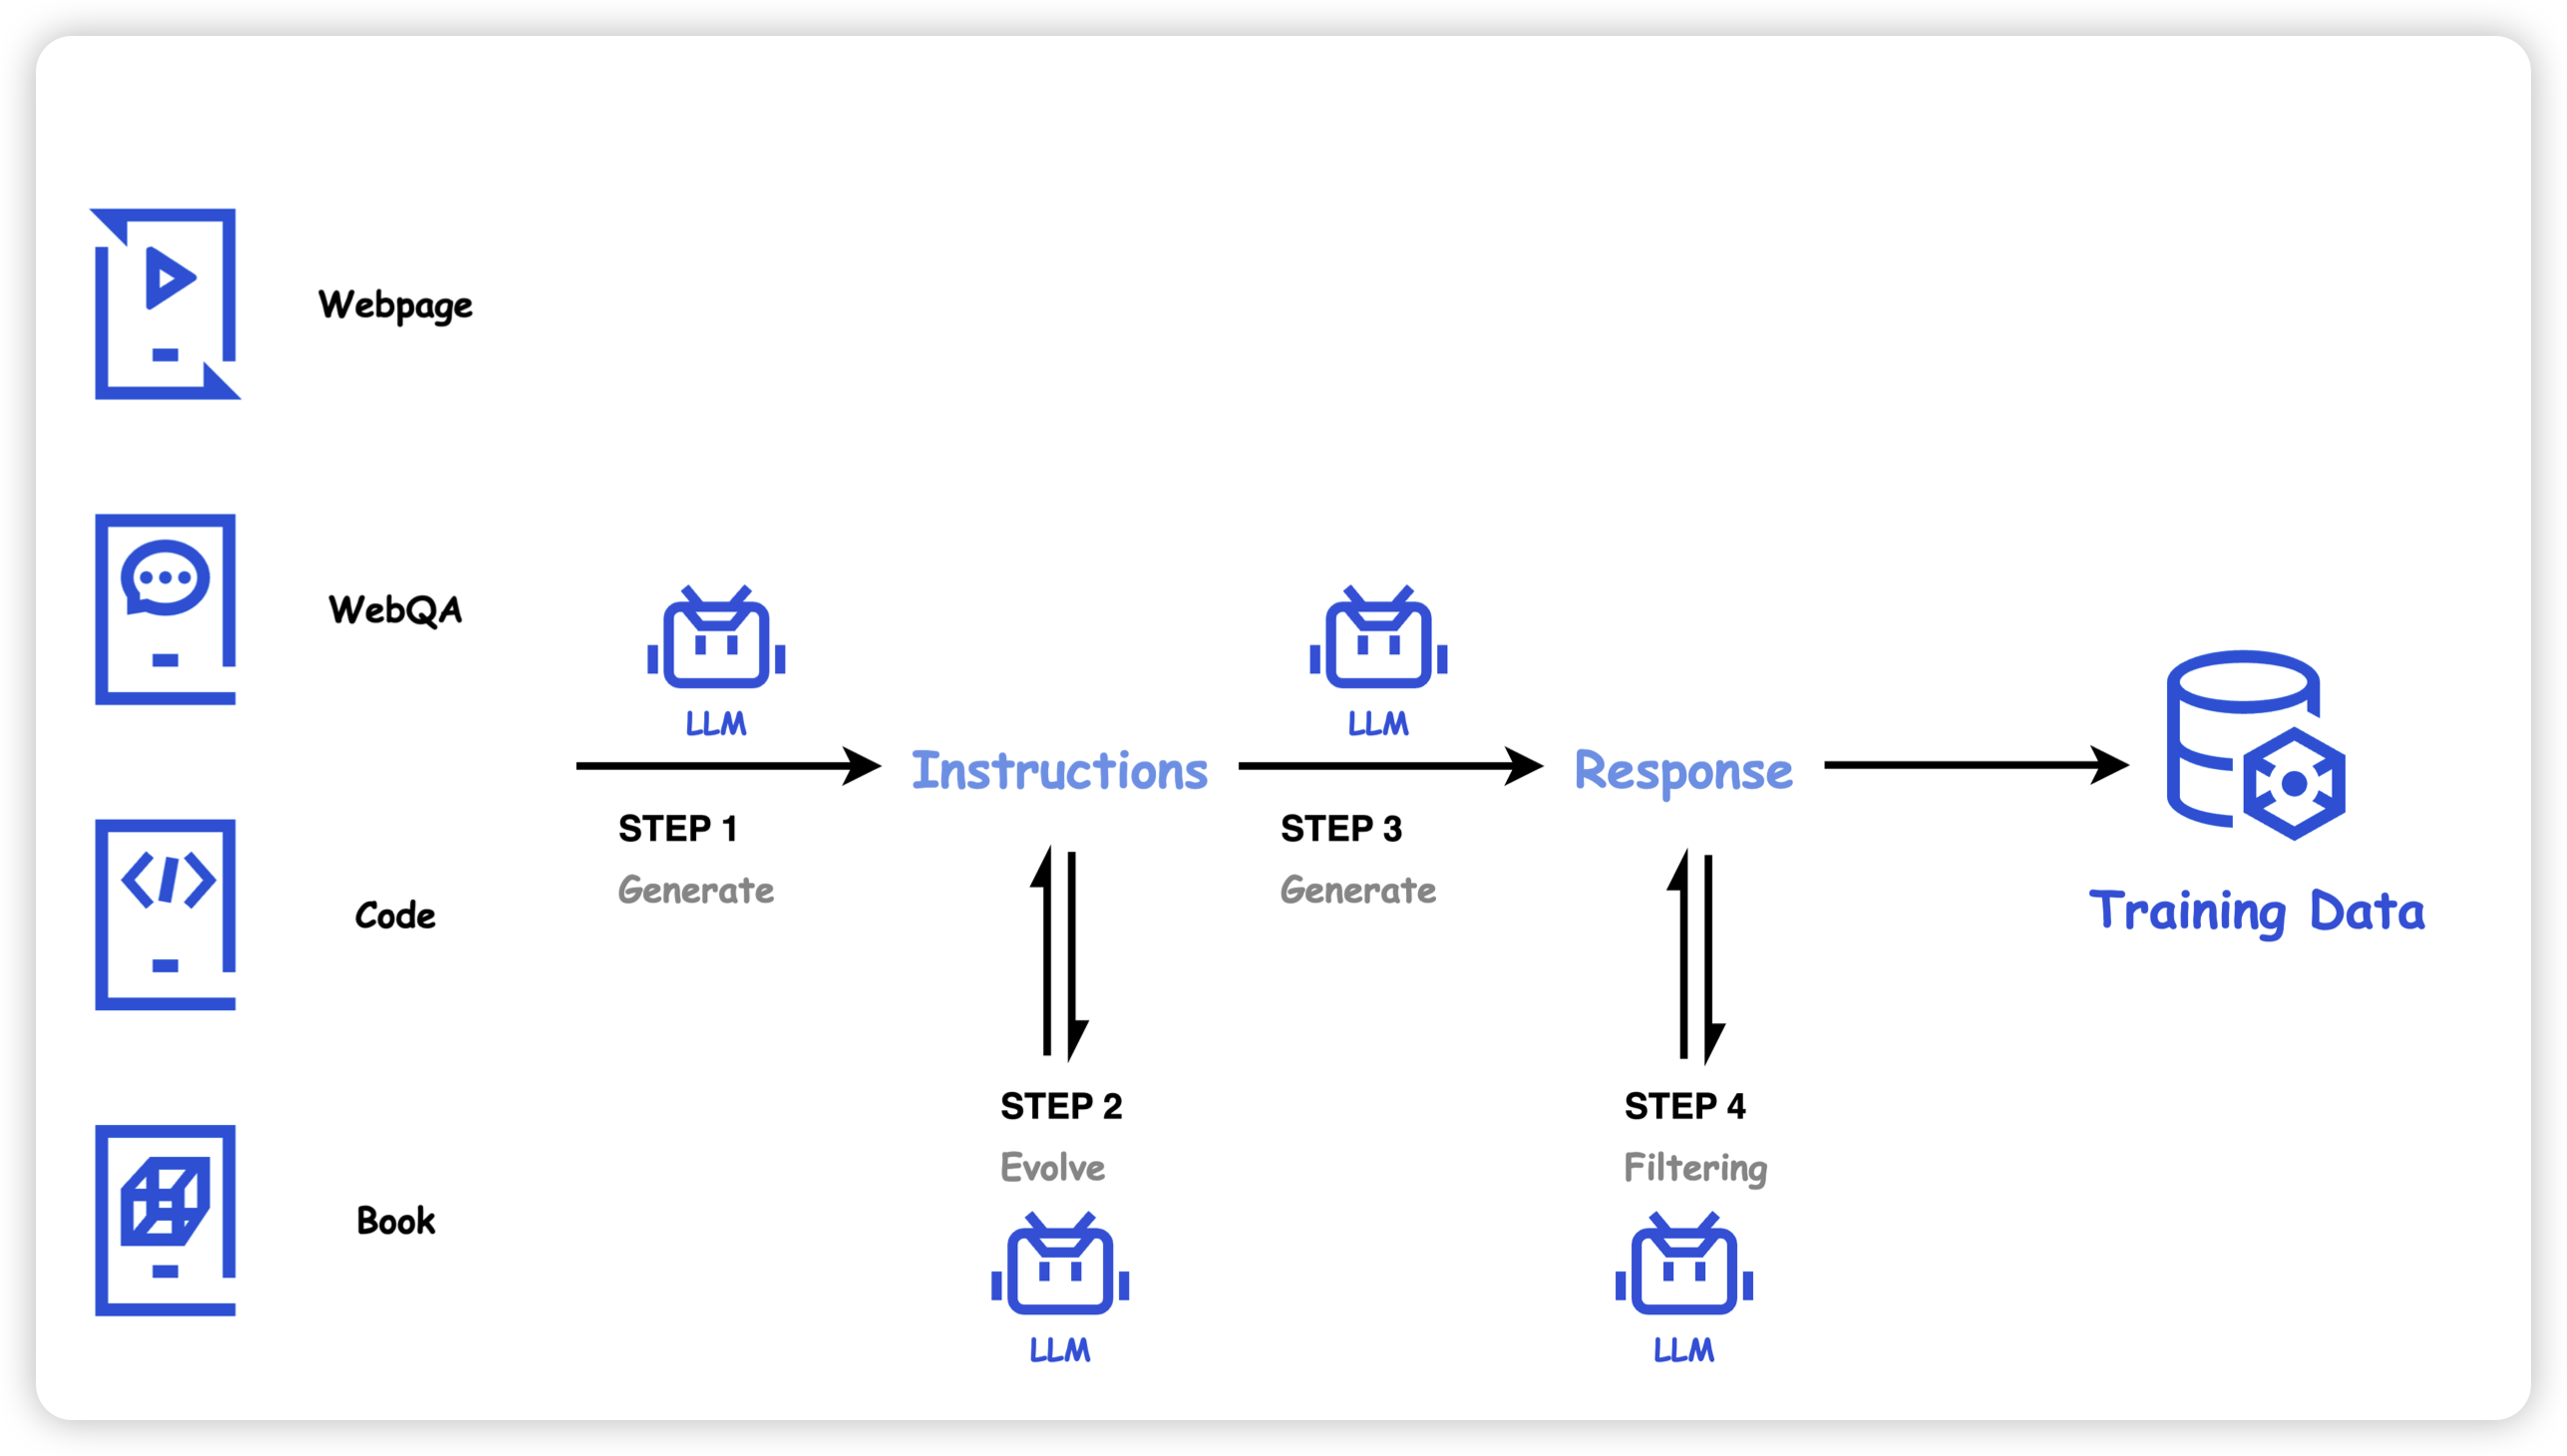 Webpage
WebQA
Code
Book
LLM
STEP 1
Generate
Instructions
STEP 2
Evolve
LLM
LLM
STEP 3
Generate
Response
STEP 4
Filtering
LLM
Training Data